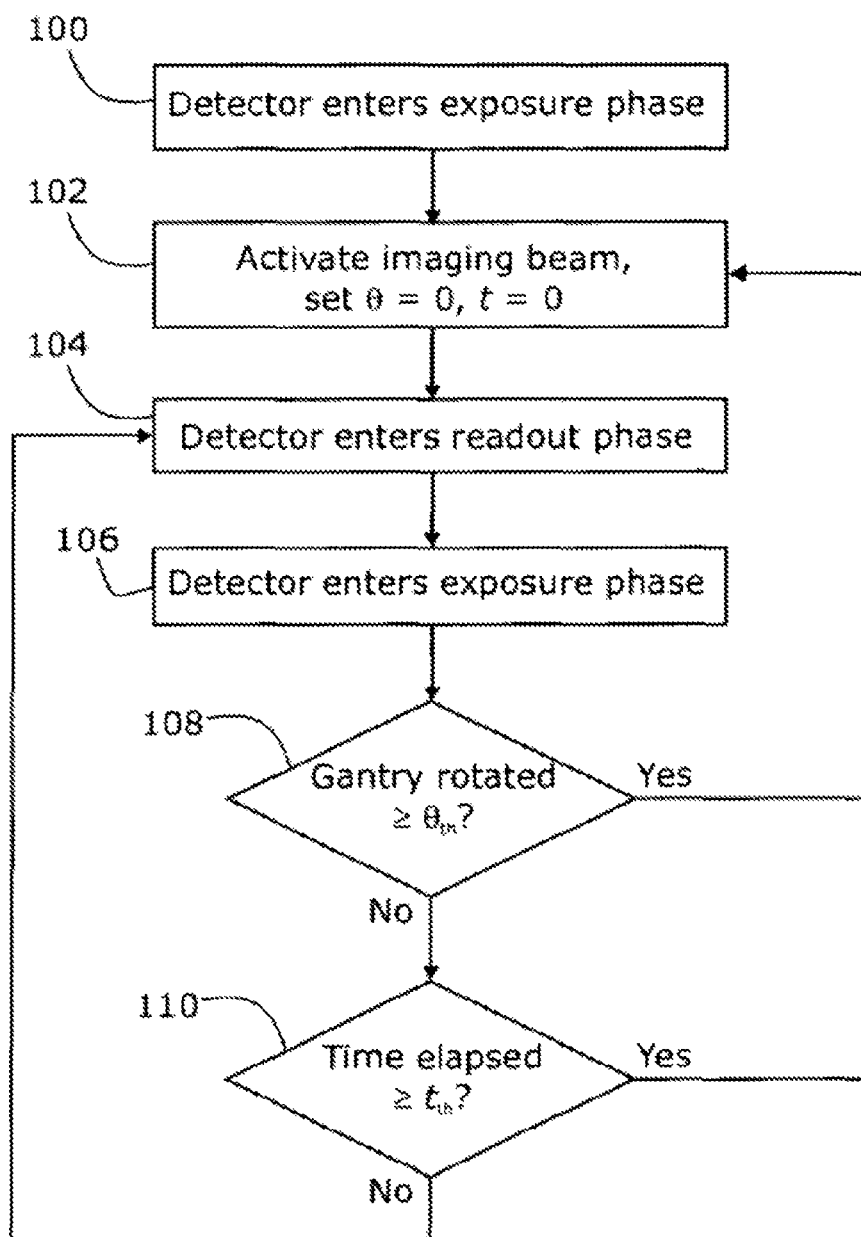 100
Detector enters exposure phase
102
Activate imaging beam,
set θ = 0, t = 0
104
Detector enters readout phase
106
Detector enters exposure phase
108
Gantry rotated
≥ θth?
Yes
No
110
Time elapsed
≥ tth?
Yes
No